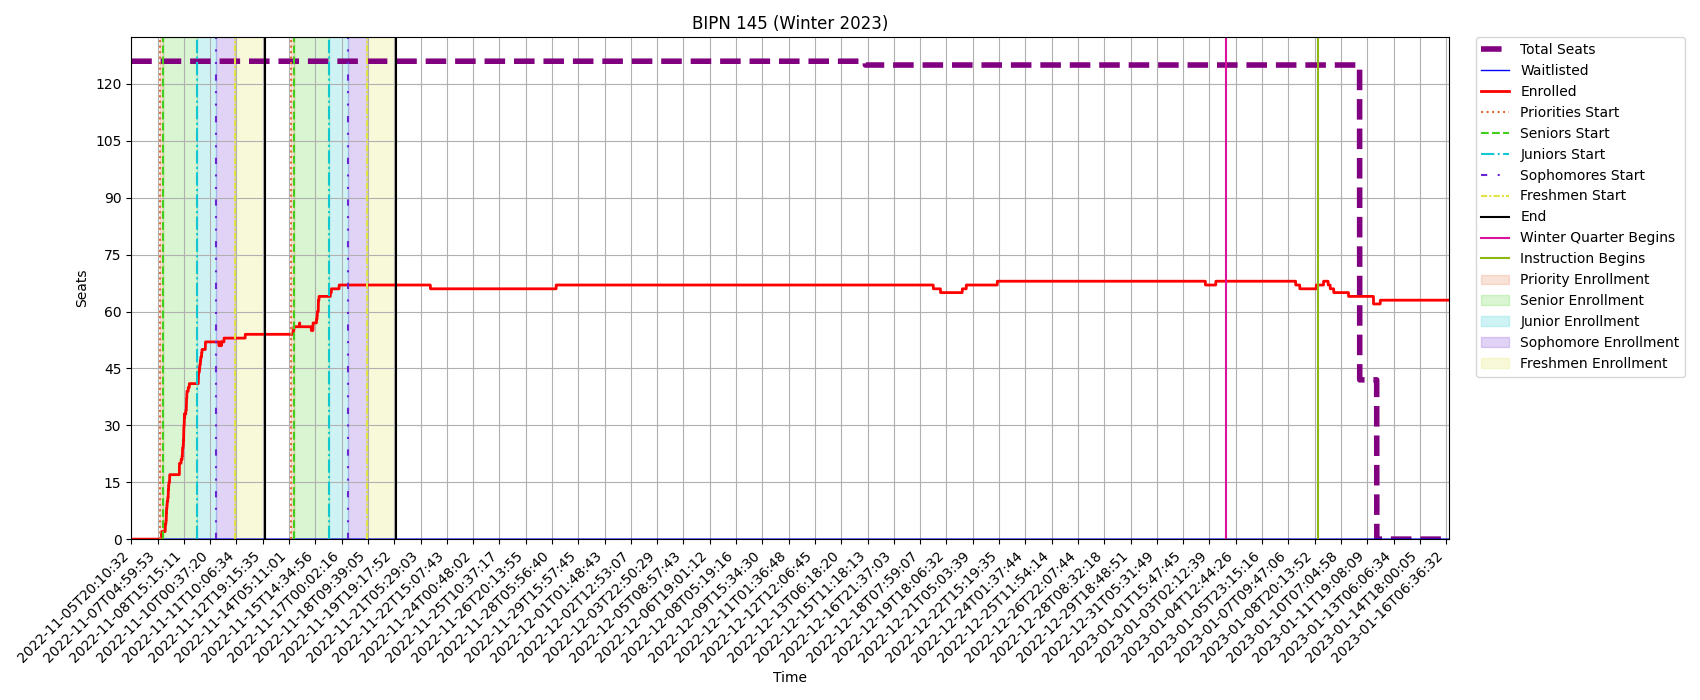 BIPN 145 (Winter 2023)
Seats
120
105
90
75
60
45
30
15
0
2022-11-05T20:10:32
2022-11-07T04:59:53
2022-11-08T15:15:11
2022-11-10T00:37:20
2022-11-11T10:06:34
2022-11-12T19:15:35
2022-11-14T05:11:01
2022-11-15T14:34:56
2022-11-17T00:02:16
2022-11-18T09:39:05
2022-11-19T19:17:52
2022-11-21T05:29:03
2022-11-22T15:07:43
2022-11-24T00:48:02
2022-11-25T10:37:17
2022-11-26T20:13:55
2022-11-28T05:56:40
2022-11-29T15:57:45
2022-12-01T01:48:43
2022-12-02T12:53:07
2022-12-03T22:50:29
2022-12-05T08:57:43
2022-12-06T19:01:12
2022-12-08T05:19:16
2022-12-09T15:34:30
2022-12-11T01:36:48
2022-12-12T12:06:45
2022-12-13T06:18:20
2022-12-15T11:18:13
2022-12-16T21:37:03
2022-12-18T07:59:07
2022-12-19T18:06:32
2022-12-21T05:03:39
2022-12-22T15:19:35
2022-12-24T01:37:44
2022-12-25T11:54:14
2022-12-26T22:07:44
2022-12-28T08:32:18
2022-12-29T18:48:51
2022-12-31T05:31:49
2023-01-01T15:47:45
2023-01-03T02:12:39
2023-01-04T12:44:26
2023-01-05T23:15:16
2023-01-07T09:47:06
2023-01-08T20:13:52
2023-01-10T07:04:58
2023-01-11T19:08:09
2023-01-13T06:06:34
2023-01-14T18:00:05
2023-01-16T06:36:32
Time
Total Seats
Waitlisted
Enrolled
Priorities Start
Seniors Start
Juniors Start
Sophomores Start
Freshmen Start
End
Winter Quarter Begins
Instruction Begins
Priority Enrollment
Senior Enrollment
Junior Enrollment
Sophomore Enrollment
Freshmen Enrollment